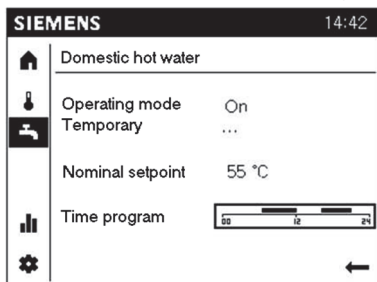 SIEMENS 14:42
Domestic hot water
Operating mode On
Temporary ...
Nominal setpoint 55 °C
Time program
00 12 24